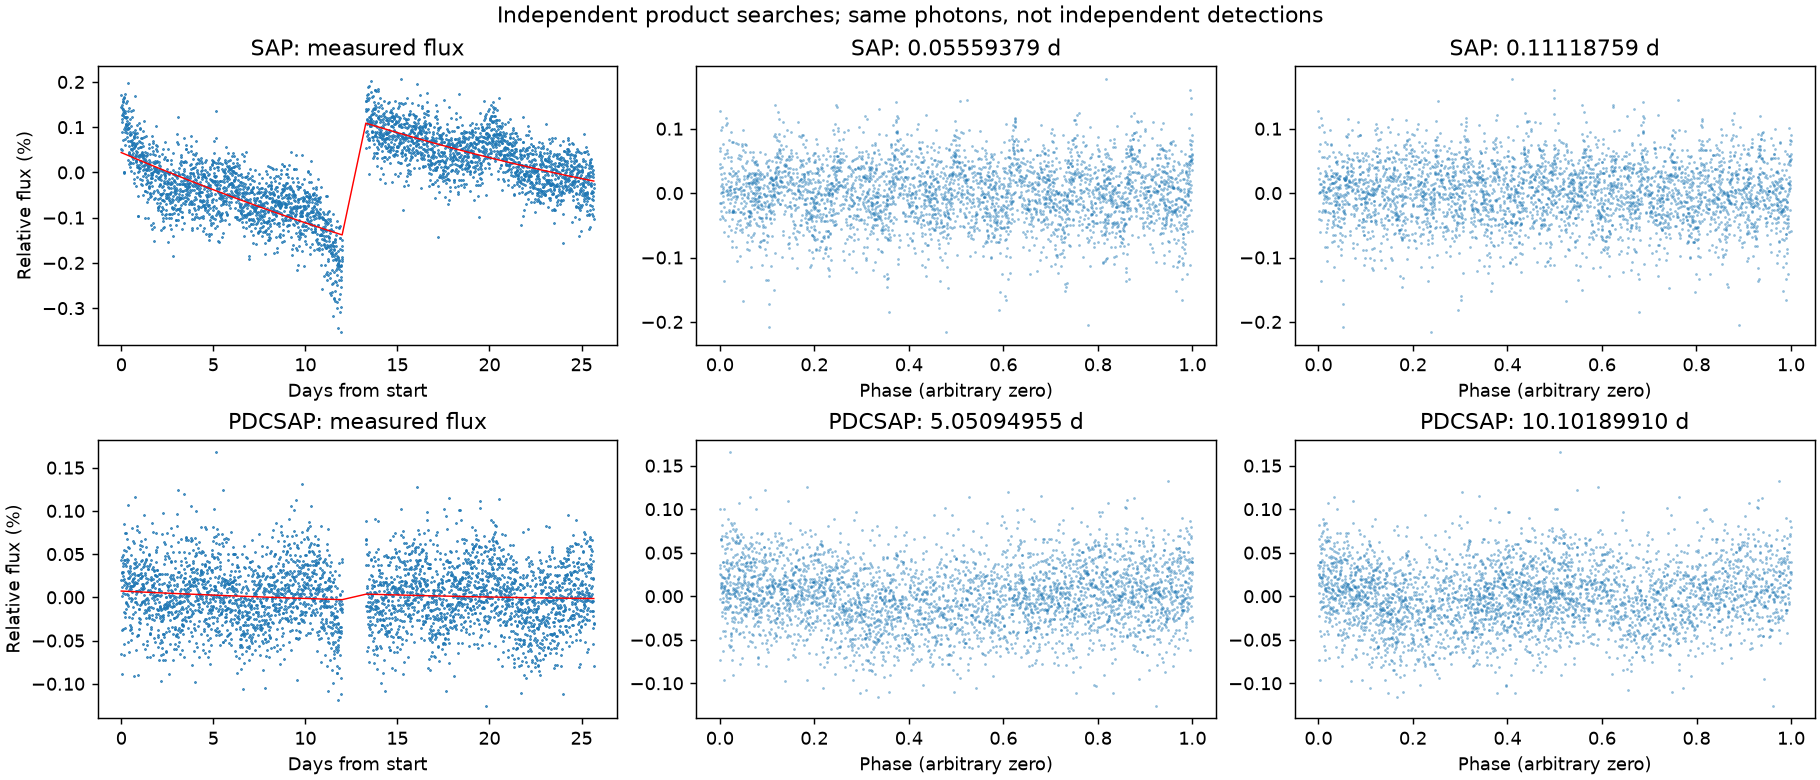 Independent product searches; same photons, not independent detections
SAP: measured flux
SAP: 0.05559379 d
SAP: 0.11118759 d
Relative flux (%)
0.2
0.1
0.0
−0.1
−0.2
−0.3
0 5 10 15 20 25
Days from start
0.1
0.0
−0.1
−0.2
0.0 0.2 0.4 0.6 0.8 1.0
Phase (arbitrary zero)
0.1
0.0
−0.1
−0.2
0.0 0.2 0.4 0.6 0.8 1.0
Phase (arbitrary zero)
PDCSAP: measured flux
PDCSAP: 5.05094955 d
PDCSAP: 10.10189910 d
Relative flux (%)
0.15
0.10
0.05
0.00
−0.05
−0.10
0 5 10 15 20 25
Days from start
0.15
0.10
0.05
0.00
−0.05
−0.10
0.0 0.2 0.4 0.6 0.8 1.0
Phase (arbitrary zero)
0.15
0.10
0.05
0.00
−0.05
−0.10
0.0 0.2 0.4 0.6 0.8 1.0
Phase (arbitrary zero)